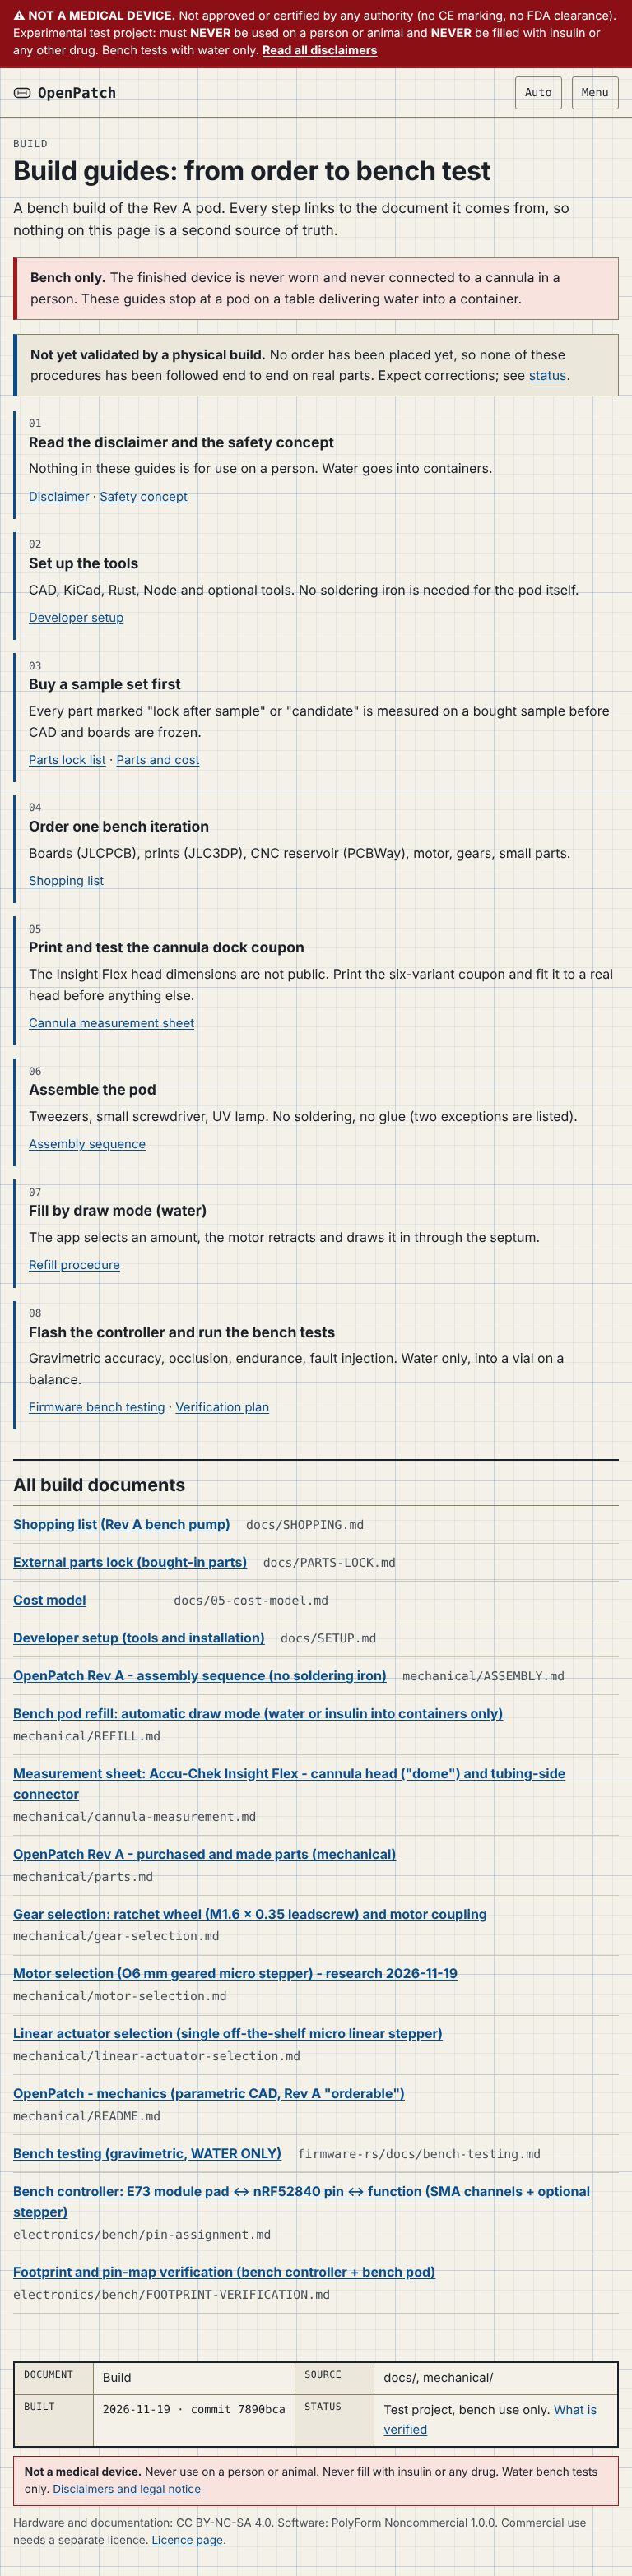 ⚠ NOT A MEDICAL DEVICE. Not approved or certified by any authority (no CE marking, no FDA clearance).
Experimental test project: must NEVER be used on a person or animal and NEVER be filled with insulin or
any other drug. Bench tests with water only. Read all disclaimers
OpenPatch
Auto
Menu
BUILD
Build guides: from order to bench test
A bench build of the Rev A pod. Every step links to the document it comes from, so
nothing on this page is a second source of truth.
Bench only. The finished device is never worn and never connected to a cannula in a
person. These guides stop at a pod on a table delivering water into a container.
Not yet validated by a physical build. No order has been placed yet, so none of these
procedures has been followed end to end on real parts. Expect corrections; see status.
01
Read the disclaimer and the safety concept
Nothing in these guides is for use on a person. Water goes into containers.
Disclaimer · Safety concept
02
Set up the tools
CAD, KiCad, Rust, Node and optional tools. No soldering iron is needed for the pod itself.
Developer setup
03
Buy a sample set first
Every part marked "lock after sample" or "candidate" is measured on a bought sample before
CAD and boards are frozen.
Parts lock list · Parts and cost
04
Order one bench iteration
Boards (JLCPCB), prints (JLC3DP), CNC reservoir (PCBWay), motor, gears, small parts.
Shopping list
05
Print and test the cannula dock coupon
The Insight Flex head dimensions are not public. Print the six-variant coupon and fit it to a real
head before anything else.
Cannula measurement sheet
06
Assemble the pod
Tweezers, small screwdriver, UV lamp. No soldering, no glue (two exceptions are listed).
Assembly sequence
07
Fill by draw mode (water)
The app selects an amount, the motor retracts and draws it in through the septum.
Refill procedure
08
Flash the controller and run the bench tests
Gravimetric accuracy, occlusion, endurance, fault injection. Water only, into a vial on a
balance.
Firmware bench testing · Verification plan
All build documents
Shopping list (Rev A bench pump) docs/SHOPPING.md
External parts lock (bought-in parts) docs/PARTS-LOCK.md
Cost model docs/05-cost-model.md
Developer setup (tools and installation) docs/SETUP.md
OpenPatch Rev A - assembly sequence (no soldering iron) mechanical/ASSEMBLY.md
Bench pod refill: automatic draw mode (water or insulin into containers only)
mechanical/REFILL.md
Measurement sheet: Accu-Chek Insight Flex - cannula head ("dome") and tubing-side
connector
mechanical/cannula-measurement.md
OpenPatch Rev A - purchased and made parts (mechanical)
mechanical/parts.md
Gear selection: ratchet wheel (M1.6 × 0.35 leadscrew) and motor coupling
mechanical/gear-selection.md
Motor selection (O6 mm geared micro stepper) - research 2026-11-19
mechanical/motor-selection.md
Linear actuator selection (single off-the-shelf micro linear stepper)
mechanical/linear-actuator-selection.md
OpenPatch - mechanics (parametric CAD, Rev A "orderable")
mechanical/README.md
Bench testing (gravimetric, WATER ONLY) firmware-rs/docs/bench-testing.md
Bench controller: E73 module pad ↔ nRF52840 pin ↔ function (SMA channels + optional
stepper)
electronics/bench/pin-assignment.md
Footprint and pin-map verification (bench controller + bench pod)
electronics/bench/FOOTPRINT-VERIFICATION.md
DOCUMENT Build SOURCE docs/, mechanical/
BUILT 2026-11-19 · commit 7890bca STATUS Test project, bench use only. What is
verified
Not a medical device. Never use on a person or animal. Never fill with insulin or any drug. Water bench tests
only. Disclaimers and legal notice
Hardware and documentation: CC BY-NC-SA 4.0. Software: PolyForm Noncommercial 1.0.0. Commercial use
needs a separate licence. Licence page.